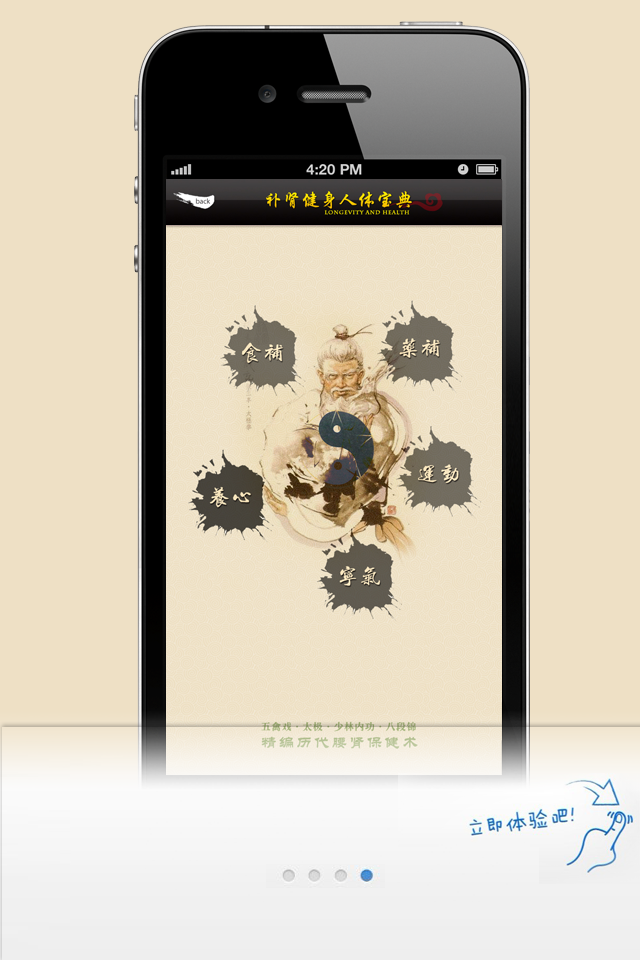 4:20 PM
back
补肾健身人体宝典
LONGEVITY AND HEALTH
食補
藥補
養心
運動
寧氣
五禽戏·太极·少林内功·八段锦
精编历代腰肾保健术
立即体验吧!